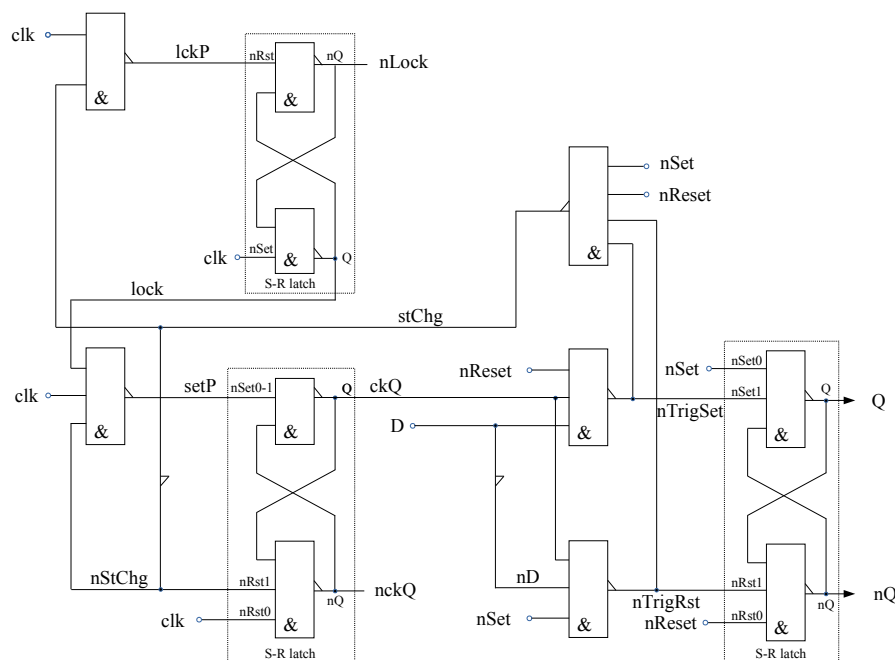 clk
&
lckP
nRst
nQ
&
nLock
clk
nSet
&
Q
S-R latch
nSet
nReset
&
lock
stChg
clk
&
setP
nSet0-1
Q
&
ckQ
nReset
&
D
nTrigSet
nSet
nSet0
nSet1
Q
&
Q
nStChg
clk
nRst1
nRst0
nQ
&
nckQ
S-R latch
nD
nSet
&
nTrigRst
nReset
nRst1
nRst0
nQ
&
nQ
S-R latch